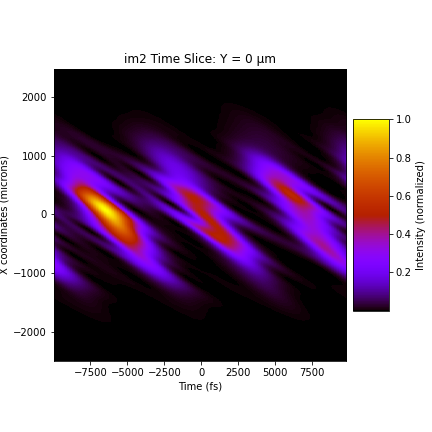 im2 Time Slice: Y = 0 μm
X coordinates (microns)
2000
1000
0
−1000
−2000
−7500 −5000 −2500 0 2500 5000 7500
Time (fs)
1.0
0.8
0.6
0.4
0.2
Intensity (normalized)